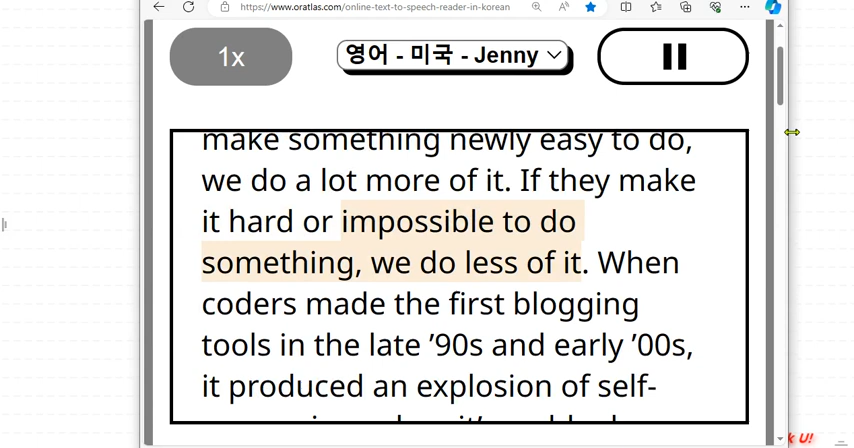 https://www.oratlas.com/online-text-to-speech-reader-in-korean
1x
영어 - 미국 - Jenny
make something newly easy to do,
we do a lot more of it. If they make
it hard or impossible to do
something, we do less of it. When
coders made the first blogging
tools in the late ’90s and early ’00s,
it produced an explosion of self-
k U!